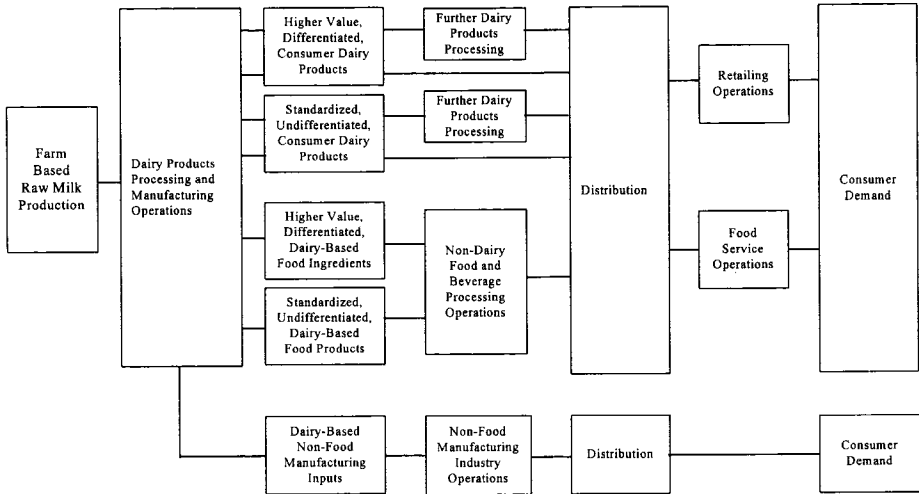 Farm
Based
Raw Milk
Production
Dairy Products
Processing and
Manufacturing
Operations
Higher Value,
Differentiated,
Consumer Dairy
Products
Further Dairy
Products
Processing
Standardized,
Undifferentiated,
Consumer Dairy
Products
Further Dairy
Products
Processing
Higher Value,
Differentiated,
Dairy-Based
Food Ingredients
Standardized,
Undifferentiated,
Dairy-Based
Food Products
Non-Dairy
Food and
Beverage
Processing
Operations
Distribution
Retailing
Operations
Food
Service
Operations
Consumer
Demand
Dairy-Based
Non-Food
Manufacturing
Inputs
Non-Food
Manufacturing
Industry
Operations
Distribution
Consumer
Demand